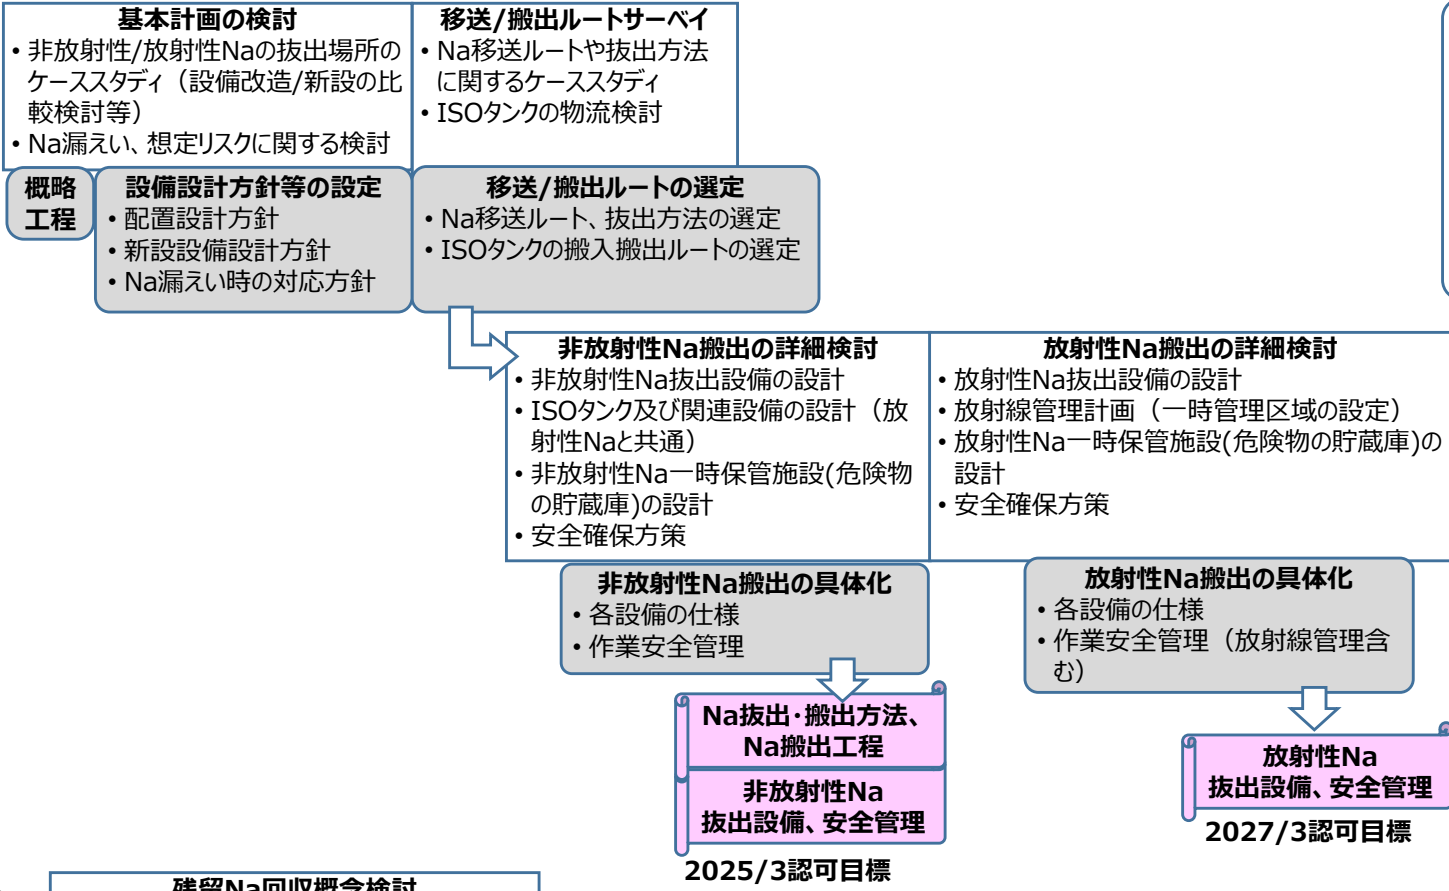 基本計画の検討
• 非放射性/放射性Naの抜出場所の
ケーススタディ（設備改造/新設の比
較検討等）
• Na漏えい、想定リスクに関する検討
移送/搬出ルートサーベイ
• Na移送ルートや抜出方法
に関するケーススタディ
• ISOタンクの物流検討
概略
工程
設備設計方針等の設定
• 配置設計方針
• 新設設備設計方針
• Na漏えい時の対応方針
移送/搬出ルートの選定
• Na移送ルート、抜出方法の選定
• ISOタンクの搬入搬出ルートの選定
非放射性Na搬出の詳細検討
• 非放射性Na抜出設備の設計
• ISOタンク及び関連設備の設計（放
射性Naと共通）
• 非放射性Na一時保管施設(危険物
の貯蔵庫)の設計
• 安全確保方策
放射性Na搬出の詳細検討
• 放射性Na抜出設備の設計
• 放射線管理計画（一時管理区域の設定）
• 放射性Na一時保管施設(危険物の貯蔵庫)の
設計
• 安全確保方策
非放射性Na搬出の具体化
• 各設備の仕様
• 作業安全管理
放射性Na搬出の具体化
• 各設備の仕様
• 作業安全管理（放射線管理含
む）
Na抜出・搬出方法、
Na搬出工程
非放射性Na
抜出設備、安全管理
2025/3認可目標
放射性Na
抜出設備、安全管理
2027/3認可目標
残留Na回収概念検討